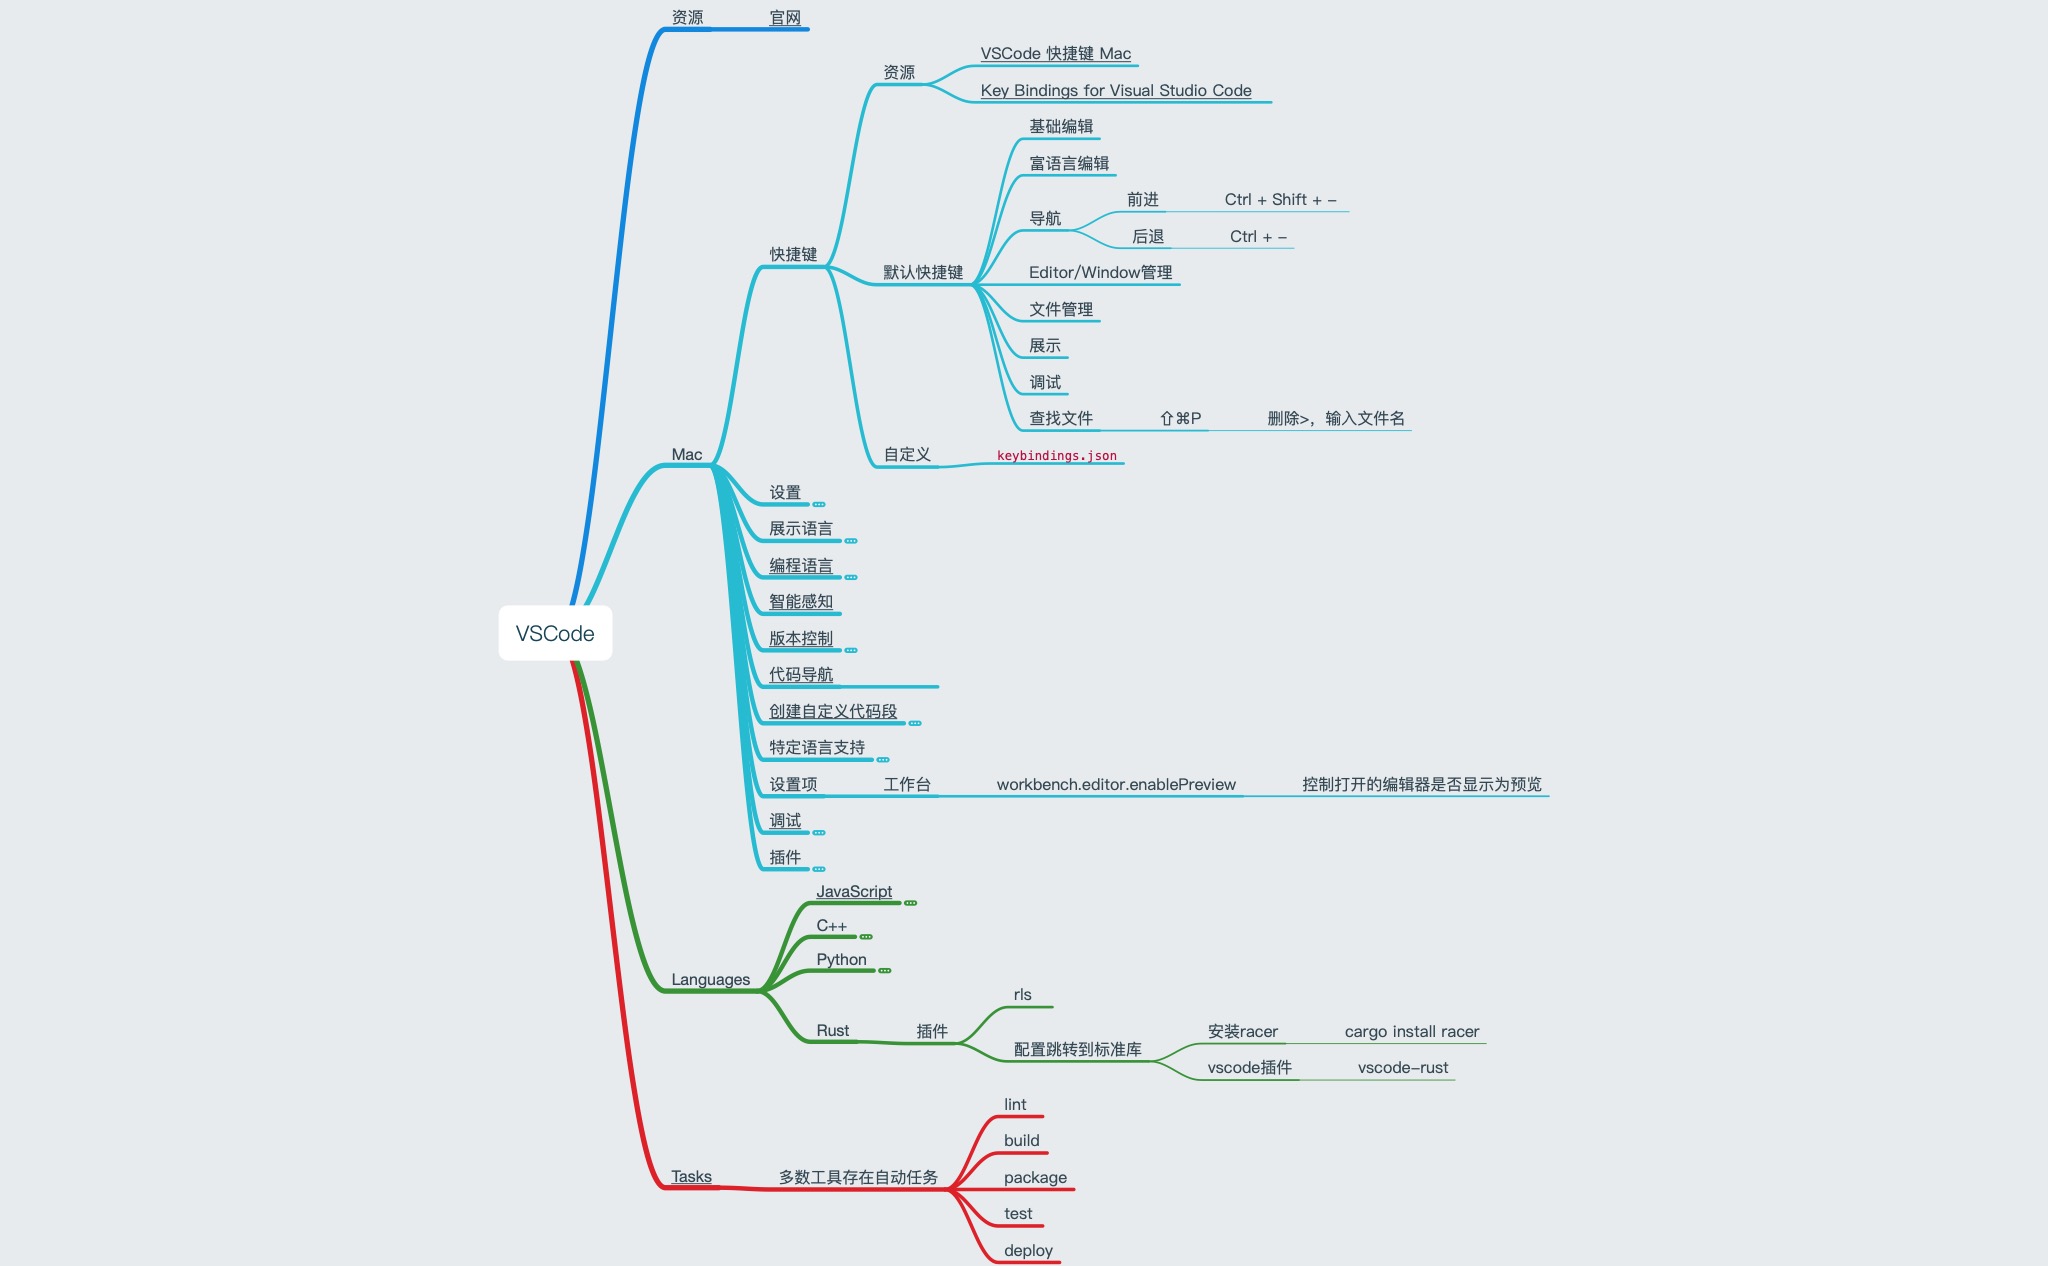 资源
官网
VSCode 快捷键 Mac
资源
Key Bindings for Visual Studio Code
基础编辑
富语言编辑
前进
Ctrl + Shift + -
导航
后退
Ctrl + -
快捷键
默认快捷键
Editor/Window管理
文件管理
展示
调试
查找文件
⇧⌘P
删除>，输入文件名
Mac
自定义
keybindings.json
设置
展示语言
编程语言
智能感知
VSCode
版本控制
代码导航
创建自定义代码段
特定语言支持
设置项
工作台
workbench.editor.enablePreview
控制打开的编辑器是否显示为预览
调试
插件
JavaScript
C++
Python
Languages
rls
Rust
插件
配置跳转到标准库
安装racer
cargo install racer
vscode插件
vscode-rust
lint
build
Tasks
多数工具存在自动任务
package
test
deploy